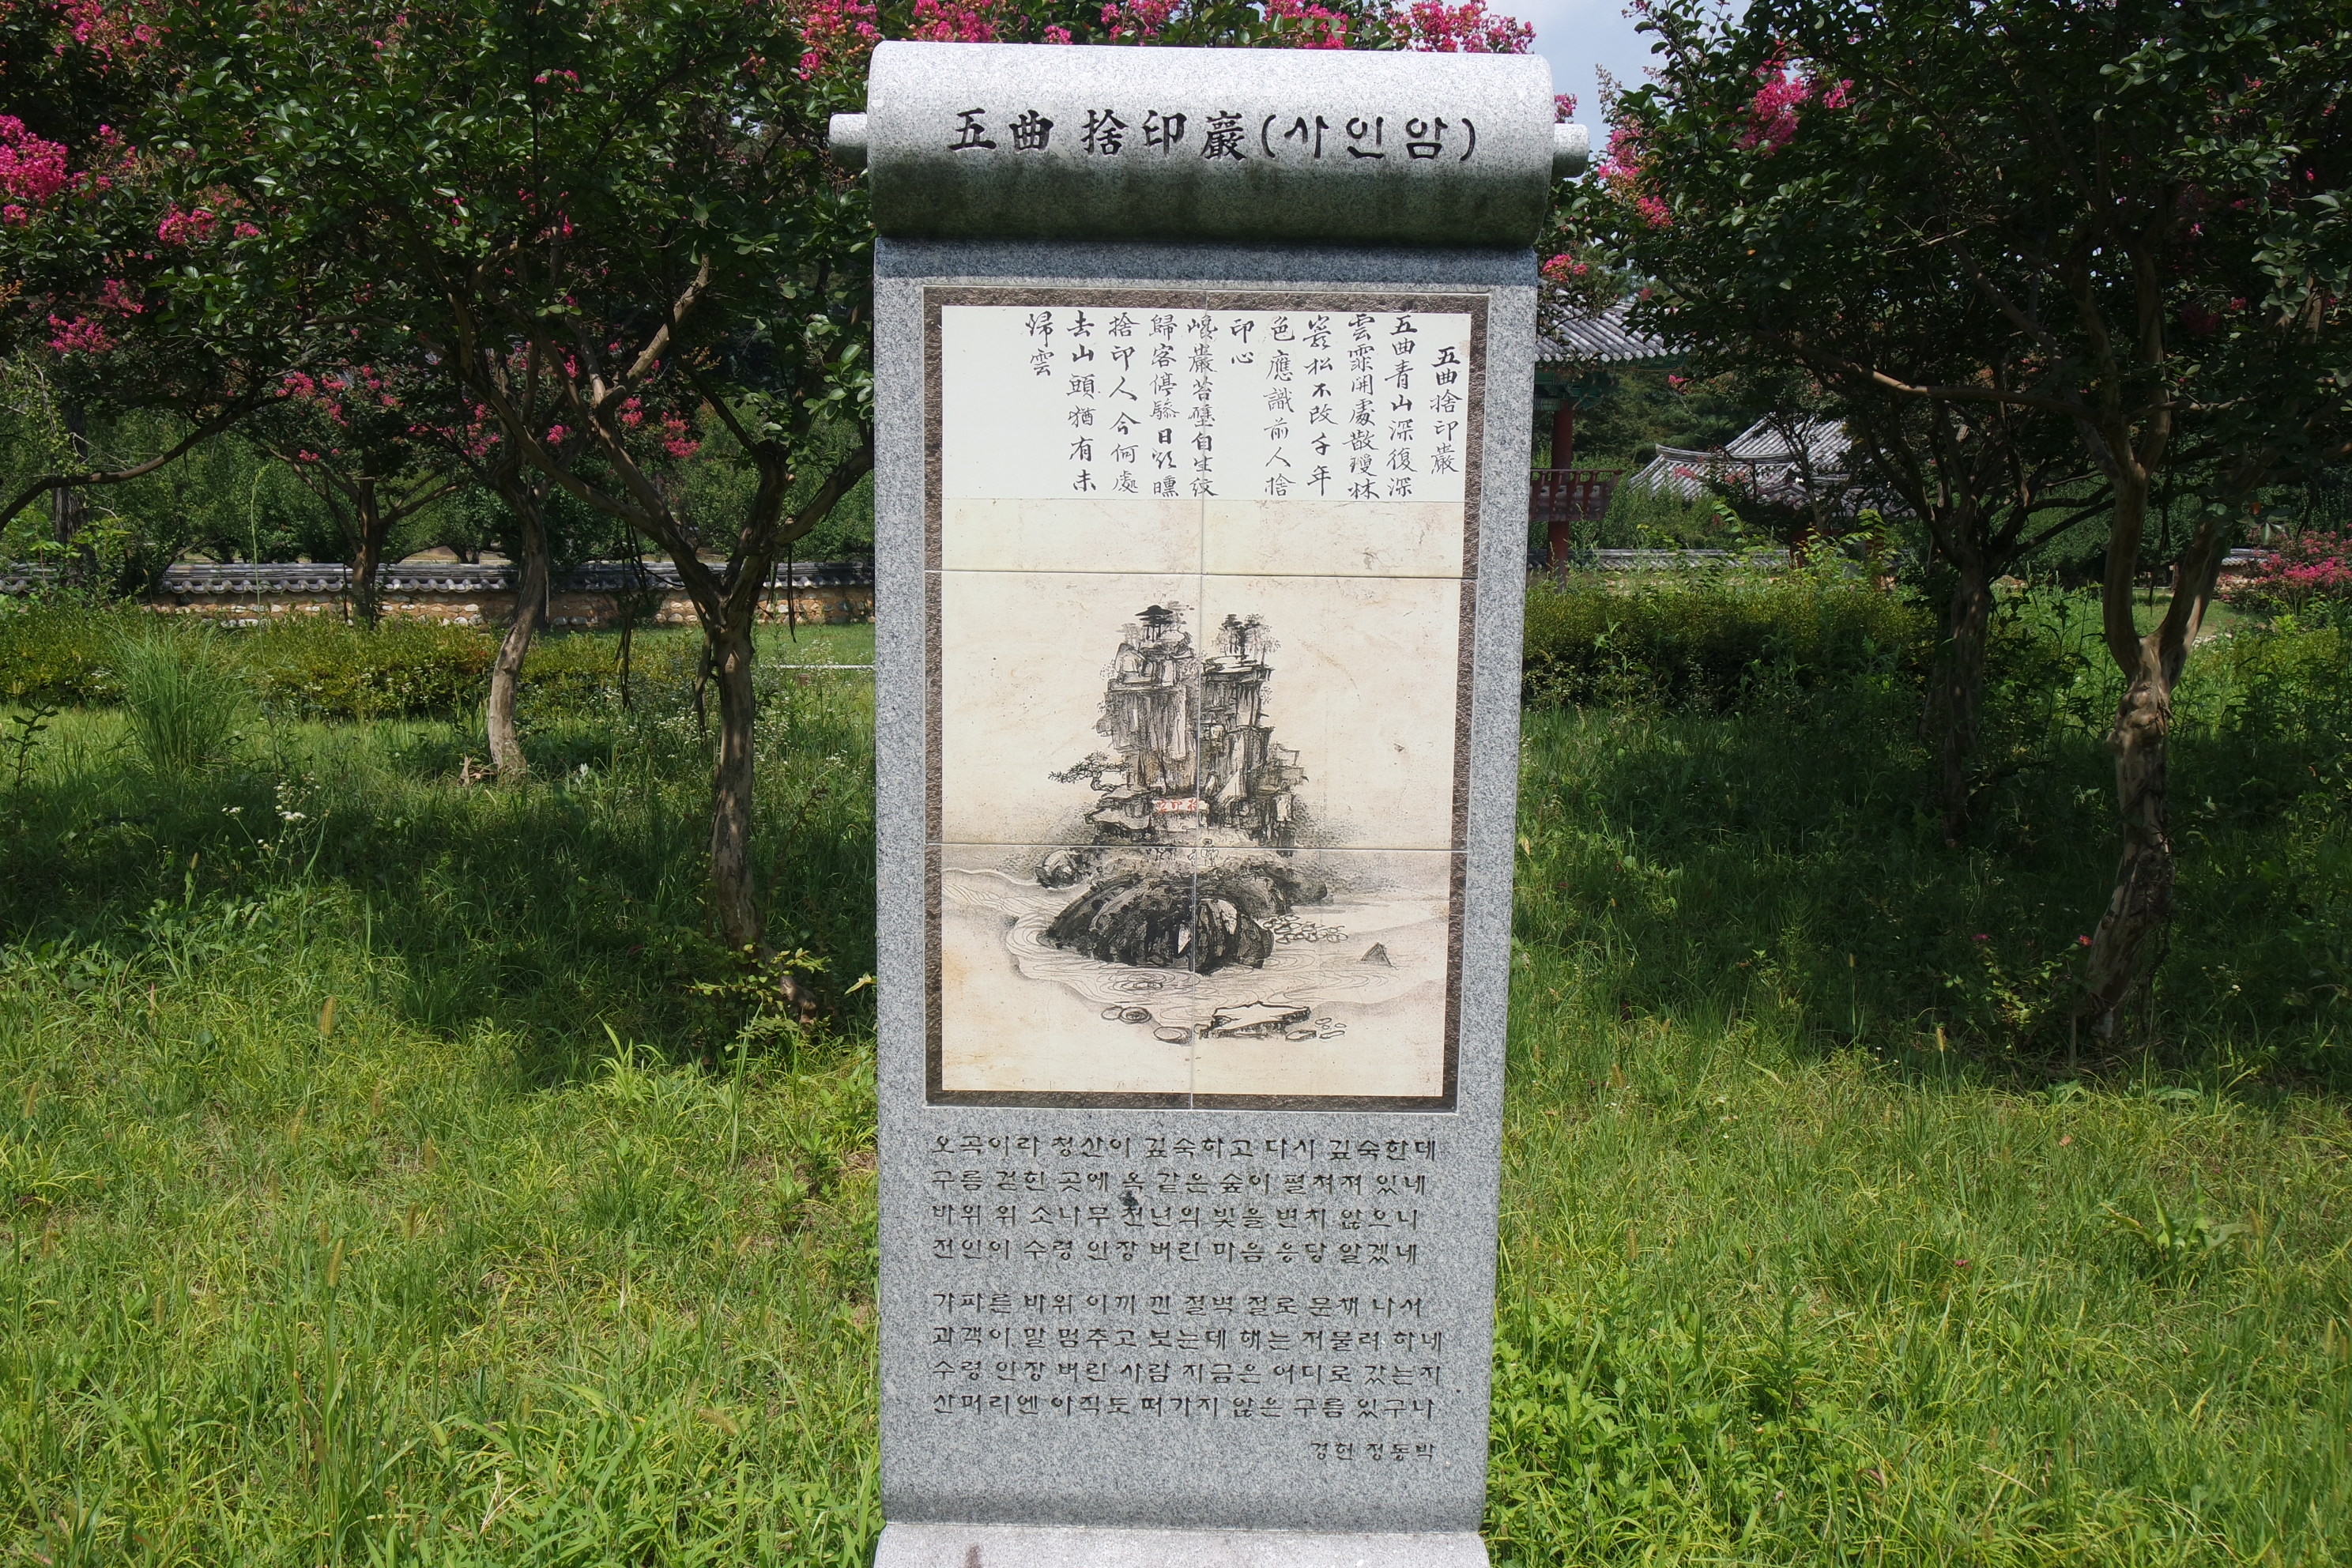 五曲 捨印巖(사인암)
五曲捨印巖
五曲青山深復深
雲霏開處散瓊林
松不改千年
色應識前人捨
印心
巖苔壁自生紋
歸客停驂日欲曛
捨印人今何處
去山頭猶有未
歸雲
오곡이라 청산이 깊숙하고 다시 깊숙한데
구름 걷힌 곳에 옥 같은 숲이 펼쳐져 있네
바위 위 소나무 천년의 빛을 변치 않으니
전인이 수령 인장 버린 마음 응당 알겠네
가파른 바위 이끼 낀 절벽 절로 문채 나서
과객이 말 멈추고 보는데 해는 저물려 하네
수령 인장 버린 사람 지금은 어디로 갔는지
산머리엔 아직도 떠가지 않은 구름 있구나
경헌 정동박